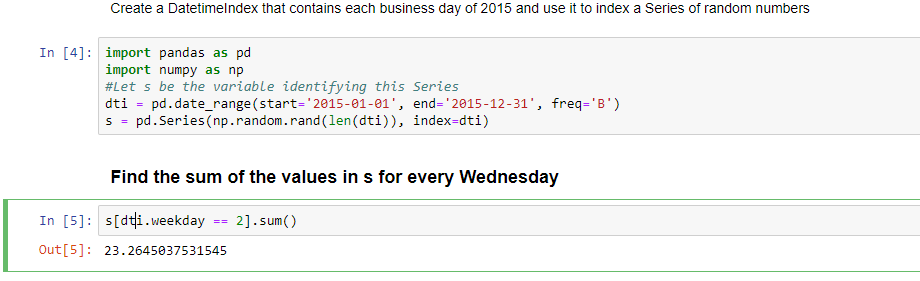 Create a DatetimeIndex that contains each business day of 2015 and use it to index a Series of random numbers
In [4]: import pandas as pd
import numpy as np
#Let s be the variable identifying this Series
dti = pd.date_range(start='2015-01-01', end='2015-12-31', freq='B')
s = pd.Series(np.random.rand(len(dti)), index=dti)
Find the sum of the values in s for every Wednesday
In [5]: s[dti.weekday == 2].sum()
Out[5]: 23.2645037531545